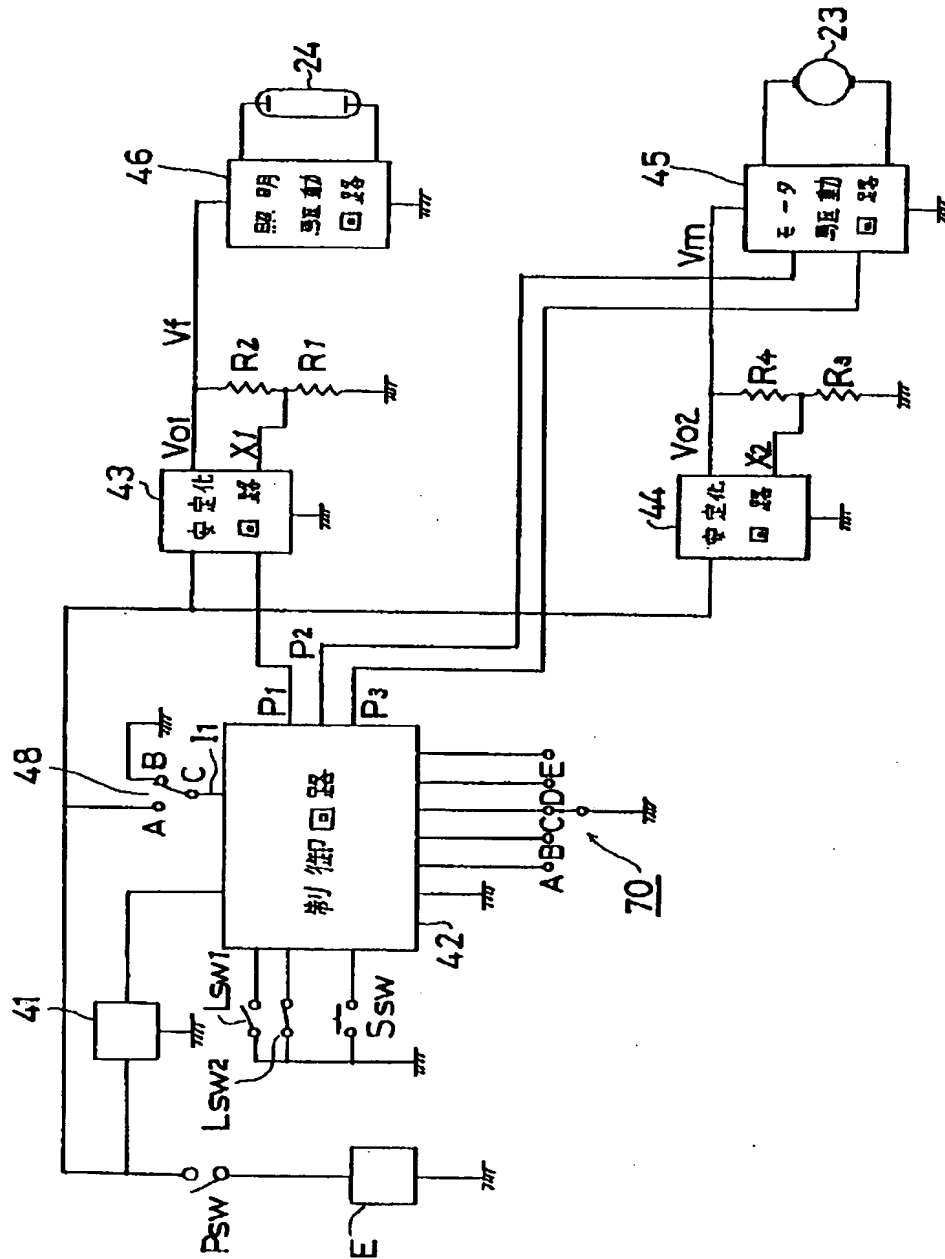 24
46
照明
駆動
回路
Vf
R2
R1
Vo1
X1
43
安定化
回路
23
45
モータ
駆動
回路
Vm
R4
R3
Vo2
X2
44
安定化
回路
P1
P2
P3
48
A
B
C
I1
制御回路
42
A
B
C
D
E
70
41
Lsw1
Lsw2
Ssw
Psw
E